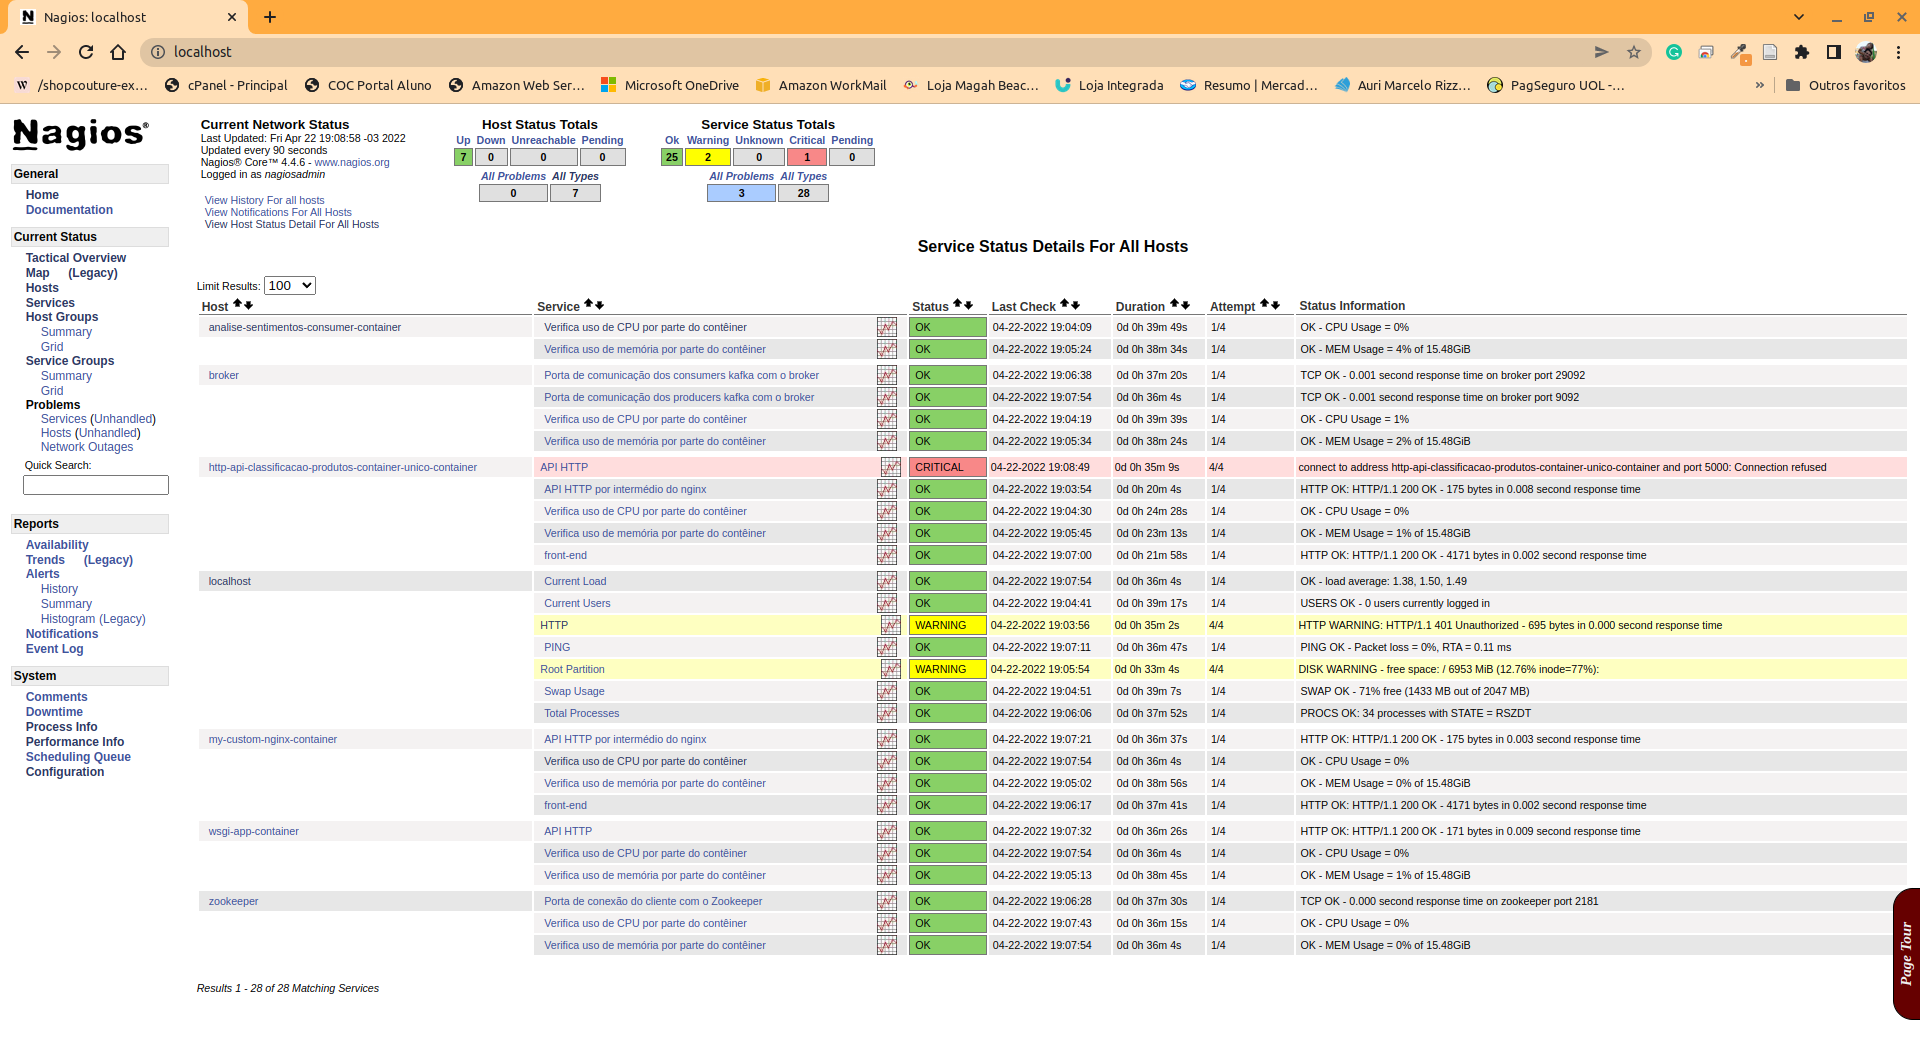 Nagios: localhost
localhost
/shopcouture-ex... cPanel - Principal COC Portal Aluno Amazon Web Ser... Microsoft OneDrive Amazon WorkMail Loja Magah Beac... Loja Integrada Resumo | Mercad... Auri Marcelo Rizz... PagSeguro UOL -... » Outros favoritos
Nagios®
General
Home
Documentation
Current Status
Tactical Overview
Map (Legacy)
Hosts
Services
Host Groups
Summary
Grid
Service Groups
Summary
Grid
Problems
Services (Unhandled)
Hosts (Unhandled)
Network Outages
Quick Search:
Reports
Availability
Trends (Legacy)
Alerts
History
Summary
Histogram (Legacy)
Notifications
Event Log
System
Comments
Downtime
Process Info
Performance Info
Scheduling Queue
Configuration
Current Network Status
Last Updated: Fri Apr 22 19:08:58 -03 2022
Updated every 90 seconds
Nagios® Core™ 4.4.6 - www.nagios.org
Logged in as nagiosadmin
View History For all hosts
View Notifications For All Hosts
View Host Status Detail For All Hosts
Host Status Totals
Up Down Unreachable Pending
7 0 0 0
All Problems All Types
0 7
Service Status Totals
Ok Warning Unknown Critical Pending
25 2 0 1 0
All Problems All Types
3 28
Service Status Details For All Hosts
Limit Results: 100
Host Service Status Last Check Duration Attempt Status Information
analise-sentimentos-consumer-container Verifica uso de CPU por parte do contêiner OK 04-22-2022 19:04:09 0d 0h 39m 49s 1/4 OK - CPU Usage = 0%
Verifica uso de memória por parte do contêiner OK 04-22-2022 19:05:24 0d 0h 38m 34s 1/4 OK - MEM Usage = 4% of 15.48GiB
broker Porta de comunicação dos consumers kafka com o broker OK 04-22-2022 19:06:38 0d 0h 37m 20s 1/4 TCP OK - 0.001 second response time on broker port 29092
Porta de comunicação dos producers kafka com o broker OK 04-22-2022 19:07:54 0d 0h 36m 4s 1/4 TCP OK - 0.001 second response time on broker port 9092
Verifica uso de CPU por parte do contêiner OK 04-22-2022 19:04:19 0d 0h 39m 39s 1/4 OK - CPU Usage = 1%
Verifica uso de memória por parte do contêiner OK 04-22-2022 19:05:34 0d 0h 38m 24s 1/4 OK - MEM Usage = 2% of 15.48GiB
http-api-classificacao-produtos-container-unico-container API HTTP CRITICAL 04-22-2022 19:08:49 0d 0h 35m 9s 4/4 connect to address http-api-classificacao-produtos-container-unico-container and port 5000: Connection refused
API HTTP por intermédio do nginx OK 04-22-2022 19:03:54 0d 0h 20m 4s 1/4 HTTP OK: HTTP/1.1 200 OK - 175 bytes in 0.008 second response time
Verifica uso de CPU por parte do contêiner OK 04-22-2022 19:04:30 0d 0h 24m 28s 1/4 OK - CPU Usage = 0%
Verifica uso de memória por parte do contêiner OK 04-22-2022 19:05:45 0d 0h 23m 13s 1/4 OK - MEM Usage = 1% of 15.48GiB
front-end OK 04-22-2022 19:07:00 0d 0h 21m 58s 1/4 HTTP OK: HTTP/1.1 200 OK - 4171 bytes in 0.002 second response time
localhost Current Load OK 04-22-2022 19:07:54 0d 0h 36m 4s 1/4 OK - load average: 1.38, 1.50, 1.49
Current Users OK 04-22-2022 19:04:41 0d 0h 39m 17s 1/4 USERS OK - 0 users currently logged in
HTTP WARNING 04-22-2022 19:03:56 0d 0h 35m 2s 4/4 HTTP WARNING: HTTP/1.1 401 Unauthorized - 695 bytes in 0.000 second response time
PING OK 04-22-2022 19:07:11 0d 0h 36m 47s 1/4 PING OK - Packet loss = 0%, RTA = 0.11 ms
Root Partition WARNING 04-22-2022 19:05:54 0d 0h 33m 4s 4/4 DISK WARNING - free space: / 6953 MiB (12.76% inode=77%):
Swap Usage OK 04-22-2022 19:04:51 0d 0h 39m 7s 1/4 SWAP OK - 71% free (1433 MB out of 2047 MB)
Total Processes OK 04-22-2022 19:06:06 0d 0h 37m 52s 1/4 PROCS OK: 34 processes with STATE = RSZDT
my-custom-nginx-container API HTTP por intermédio do nginx OK 04-22-2022 19:07:21 0d 0h 36m 37s 1/4 HTTP OK: HTTP/1.1 200 OK - 175 bytes in 0.003 second response time
Verifica uso de CPU por parte do contêiner OK 04-22-2022 19:07:54 0d 0h 36m 4s 1/4 OK - CPU Usage = 0%
Verifica uso de memória por parte do contêiner OK 04-22-2022 19:05:02 0d 0h 38m 56s 1/4 OK - MEM Usage = 0% of 15.48GiB
front-end OK 04-22-2022 19:06:17 0d 0h 37m 41s 1/4 HTTP OK: HTTP/1.1 200 OK - 4171 bytes in 0.002 second response time
wsgi-app-container API HTTP OK 04-22-2022 19:07:32 0d 0h 36m 26s 1/4 HTTP OK: HTTP/1.1 200 OK - 171 bytes in 0.009 second response time
Verifica uso de CPU por parte do contêiner OK 04-22-2022 19:07:54 0d 0h 36m 4s 1/4 OK - CPU Usage = 0%
Verifica uso de memória por parte do contêiner OK 04-22-2022 19:05:13 0d 0h 38m 45s 1/4 OK - MEM Usage = 1% of 15.48GiB
zookeeper Porta de conexão do cliente com o Zookeeper OK 04-22-2022 19:06:28 0d 0h 37m 30s 1/4 TCP OK - 0.000 second response time on zookeeper port 2181
Verifica uso de CPU por parte do contêiner OK 04-22-2022 19:07:43 0d 0h 36m 15s 1/4 OK - CPU Usage = 0%
Verifica uso de memória por parte do contêiner OK 04-22-2022 19:07:54 0d 0h 36m 4s 1/4 OK - MEM Usage = 0% of 15.48GiB
Results 1 - 28 of 28 Matching Services
Page Tour